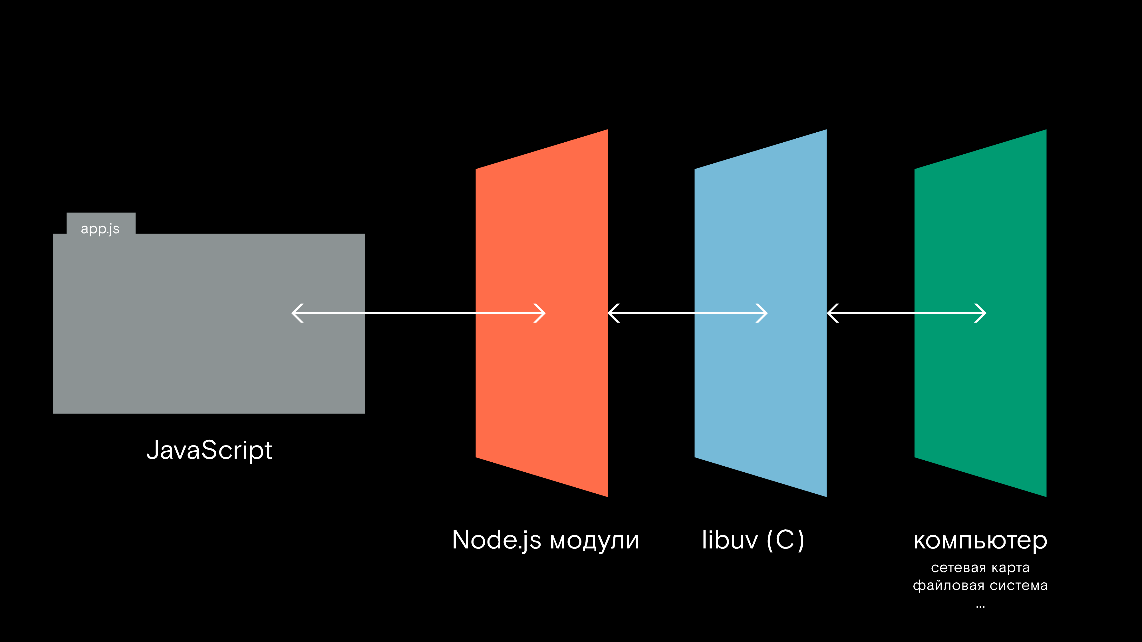 app.js
JavaScript
Node.js модули
libuv (C)
компьютер
сетевая карта
файловая система
...